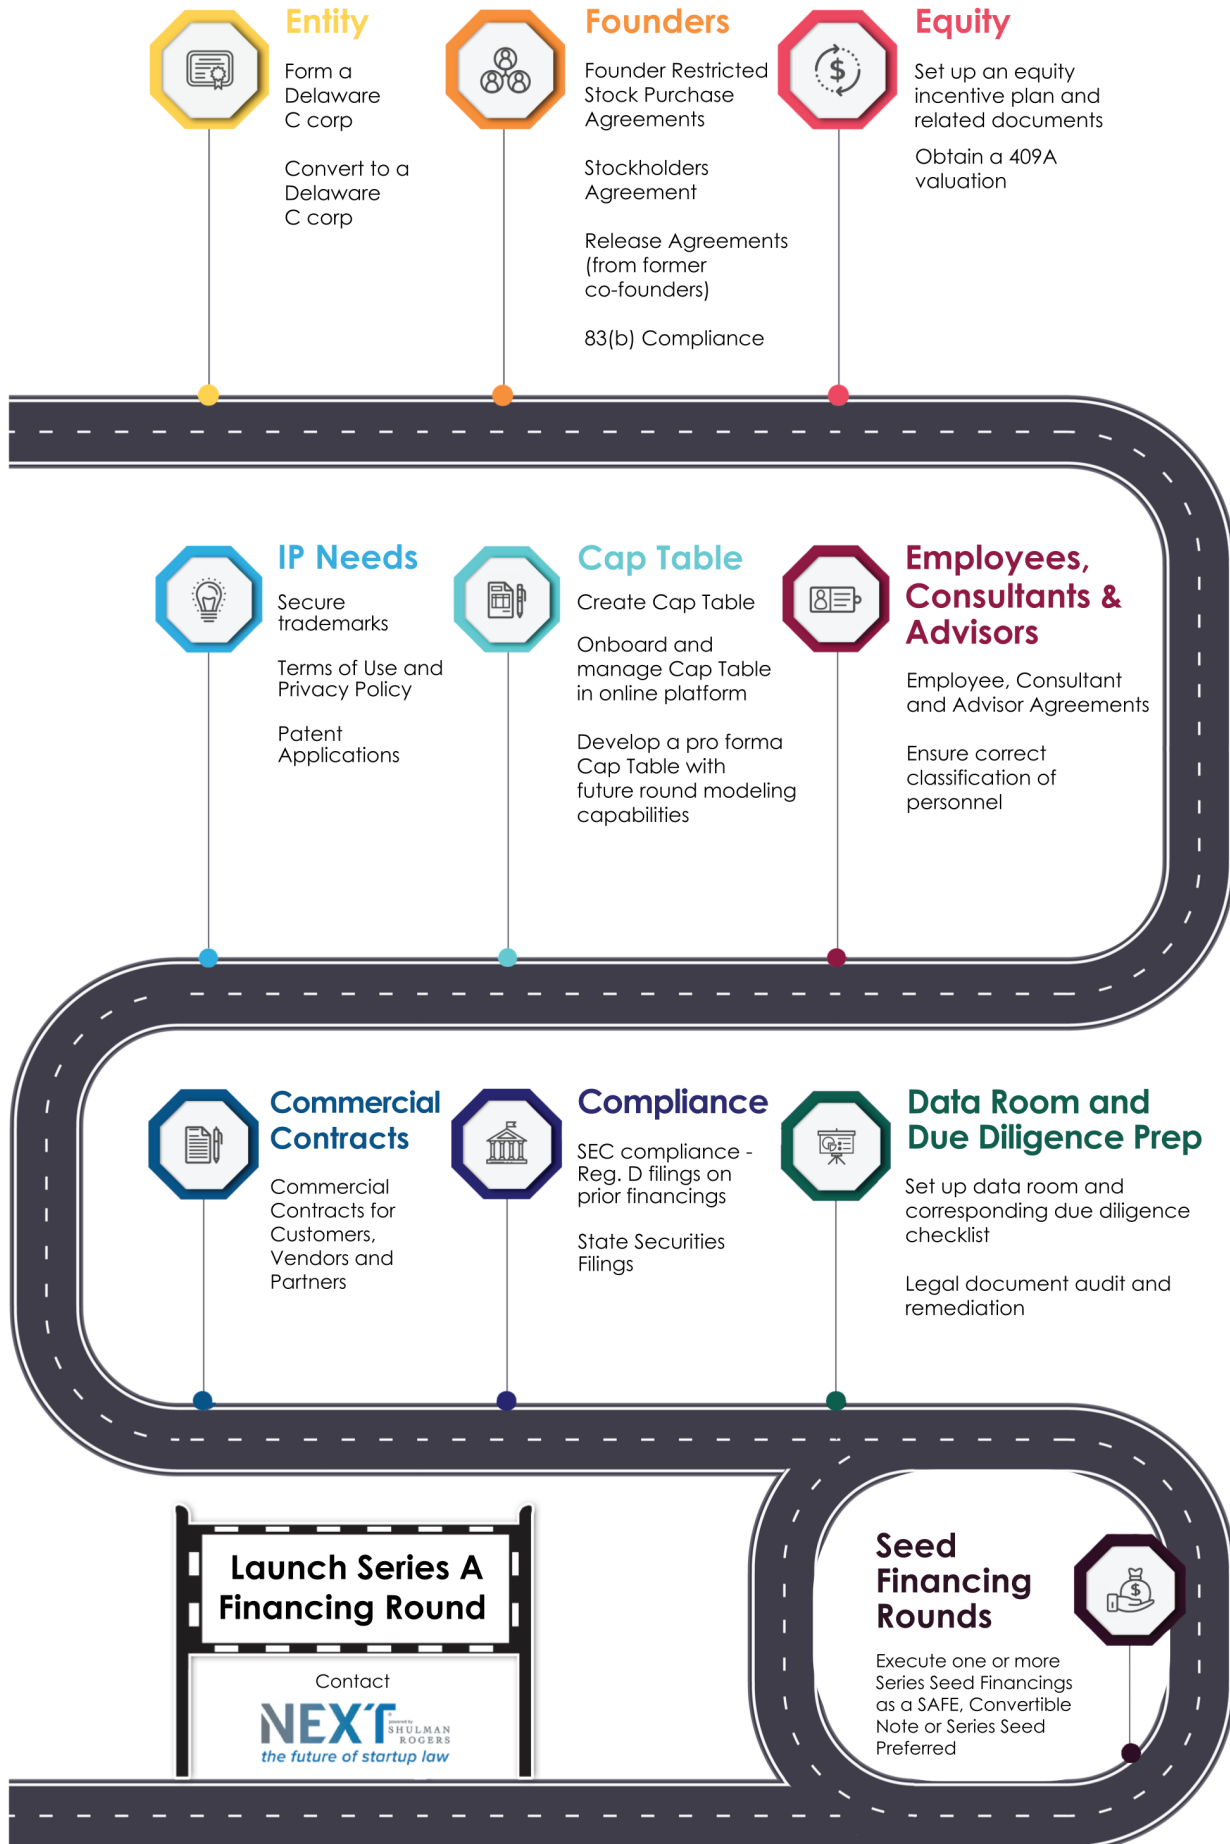 Entity
Form a
Delaware
C corp
Convert to a
Delaware
C corp
Founders
Founder Restricted
Stock Purchase
Agreements
Stockholders
Agreement
Release Agreements
(from former
co-founders)
83(b) Compliance
Equity
$
Set up an equity
incentive plan and
related documents
Obtain a 409A
valuation
IP Needs
Secure
trademarks
Terms of Use and
Privacy Policy
Patent
Applications
Cap Table
Create Cap Table
Onboard and
manage Cap Table
in online platform
Develop a pro forma
Cap Table with
future round modeling
capabilities
Employees,
Consultants &
Advisors
Employee, Consultant
and Advisor Agreements
Ensure correct
classification of
personnel
Commercial
Contracts
Commercial
Contracts for
Customers,
Vendors and
Partners
Compliance
SEC compliance -
Reg. D filings on
prior financings
State Securities
Filings
Data Room and
Due Diligence Prep
Set up data room and
corresponding due diligence
checklist
Legal document audit and
remediation
Seed
Financing
Rounds
$
Execute one or more
Series Seed Financings
as a SAFE, Convertible
Note or Series Seed
Preferred
Launch Series A
Financing Round
Contact
NEXT
powered by
SHULMAN
ROGERS
the future of startup law